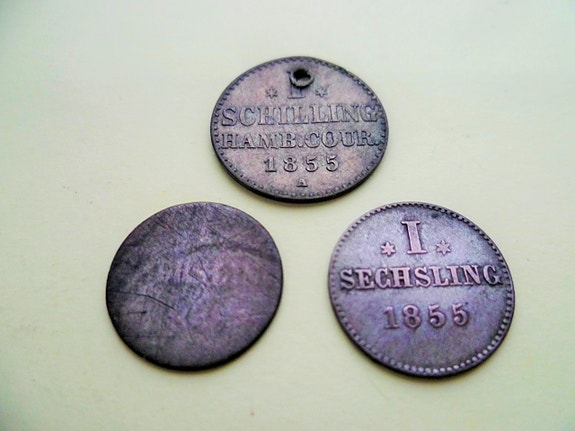 I
SCHILLING
HAMB.COUR.
1855
A
I
SECHSLING
1855